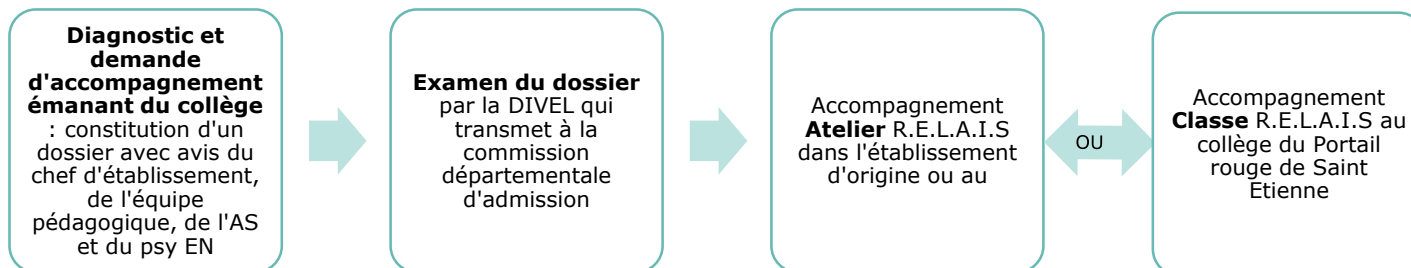 Diagnostic et
demande
d'accompagnement
émanant du collège
: constitution d'un
dossier avec avis du
chef d'établissement,
de l'équipe
pédagogique, de l'AS
et du psy EN
Examen du dossier
par la DIVEL qui
transmet à la
commission
départementale
d'admission
Accompagnement
Atelier R.E.L.A.I.S
dans l'établissement
d'origine ou au
OU
Accompagnement
Classe R.E.L.A.I.S au
collège du Portail
rouge de Saint
Etienne